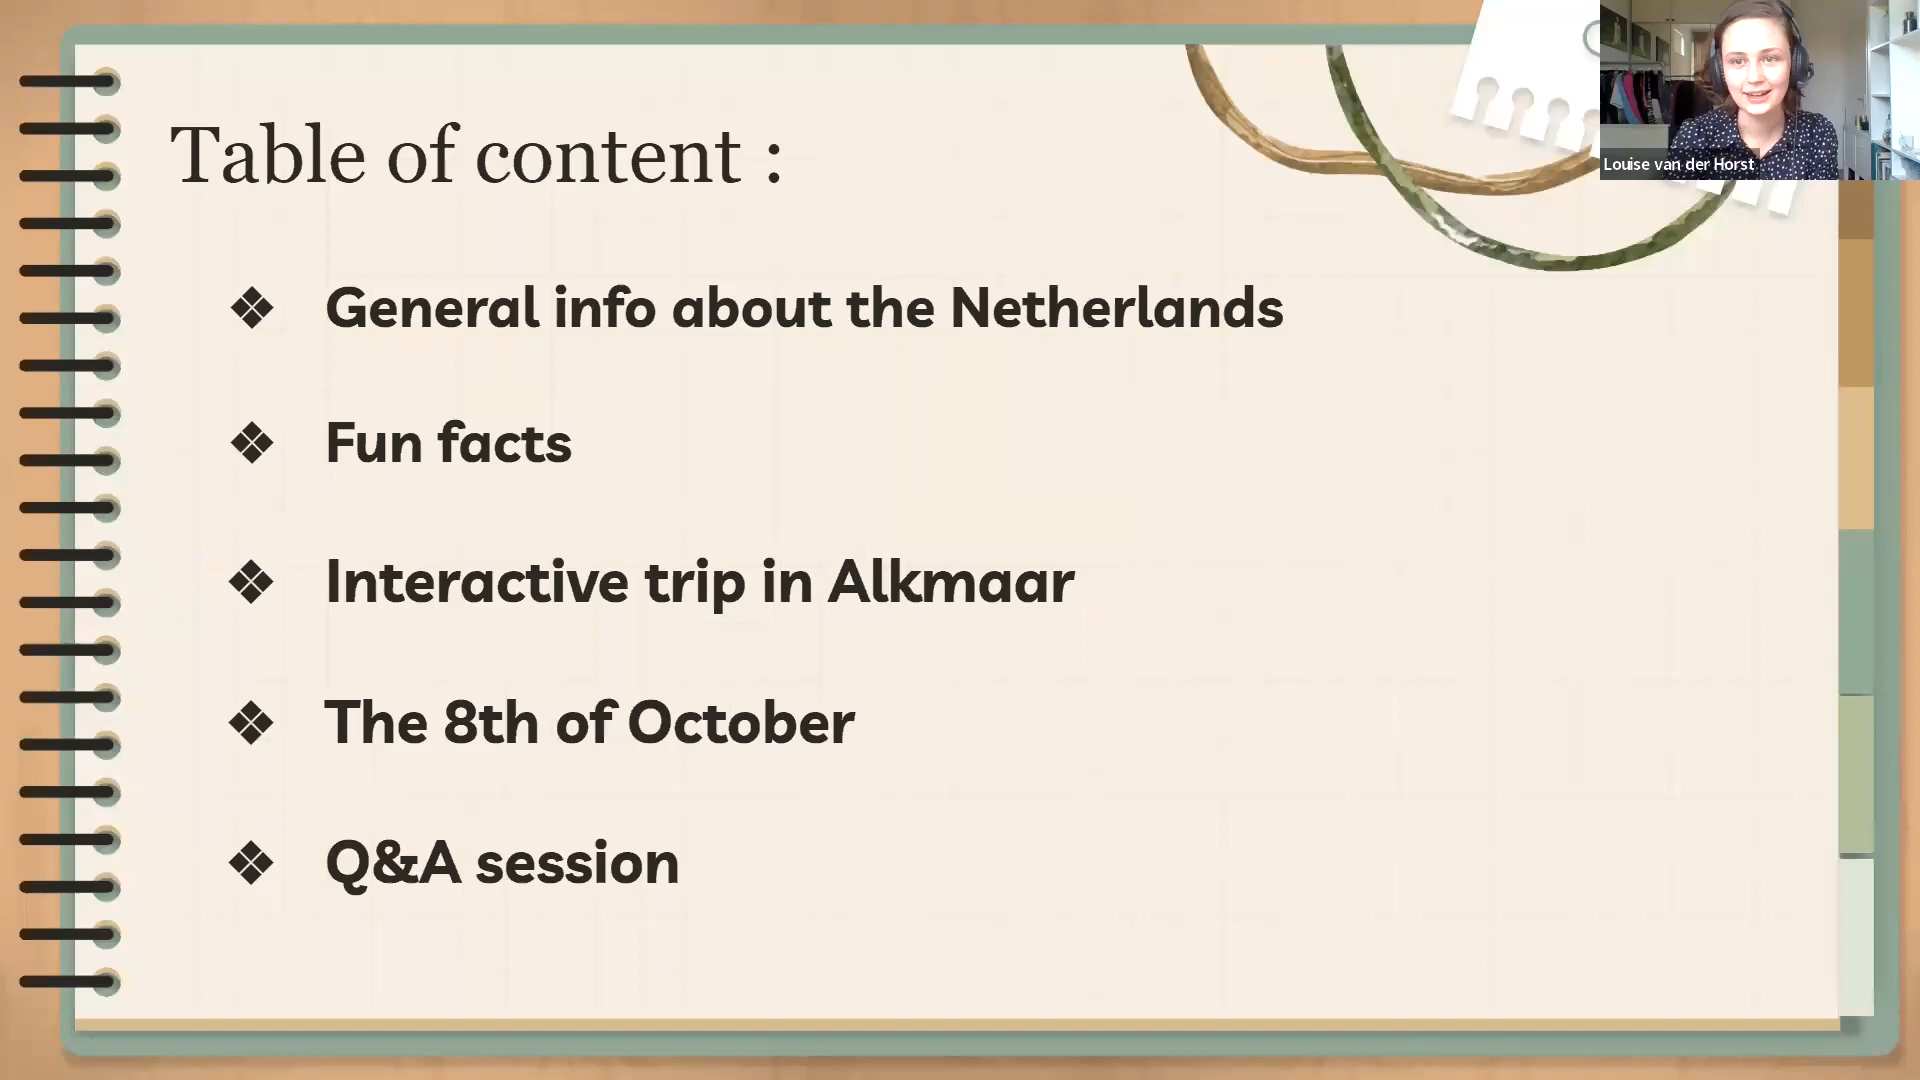 Table of content :
Louise van der Horst
❖ General info about the Netherlands
❖ Fun facts
❖ Interactive trip in Alkmaar
❖ The 8th of October
❖ Q&A session